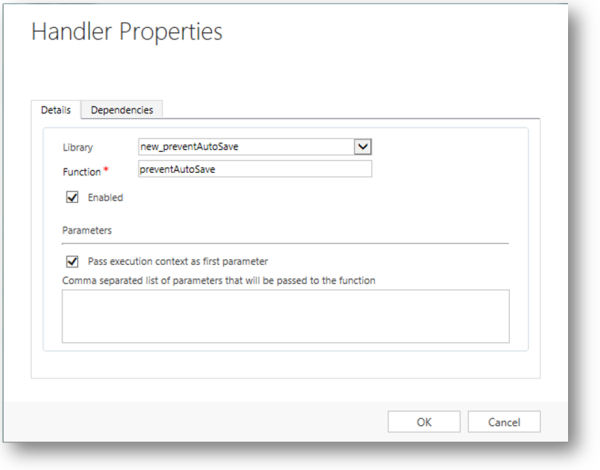 Handler Properties
Details Dependencies
Library new_preventAutoSave
Function * preventAutoSave
Enabled
Parameters
Pass execution context as first parameter
Comma separated list of parameters that will be passed to the function
OK Cancel